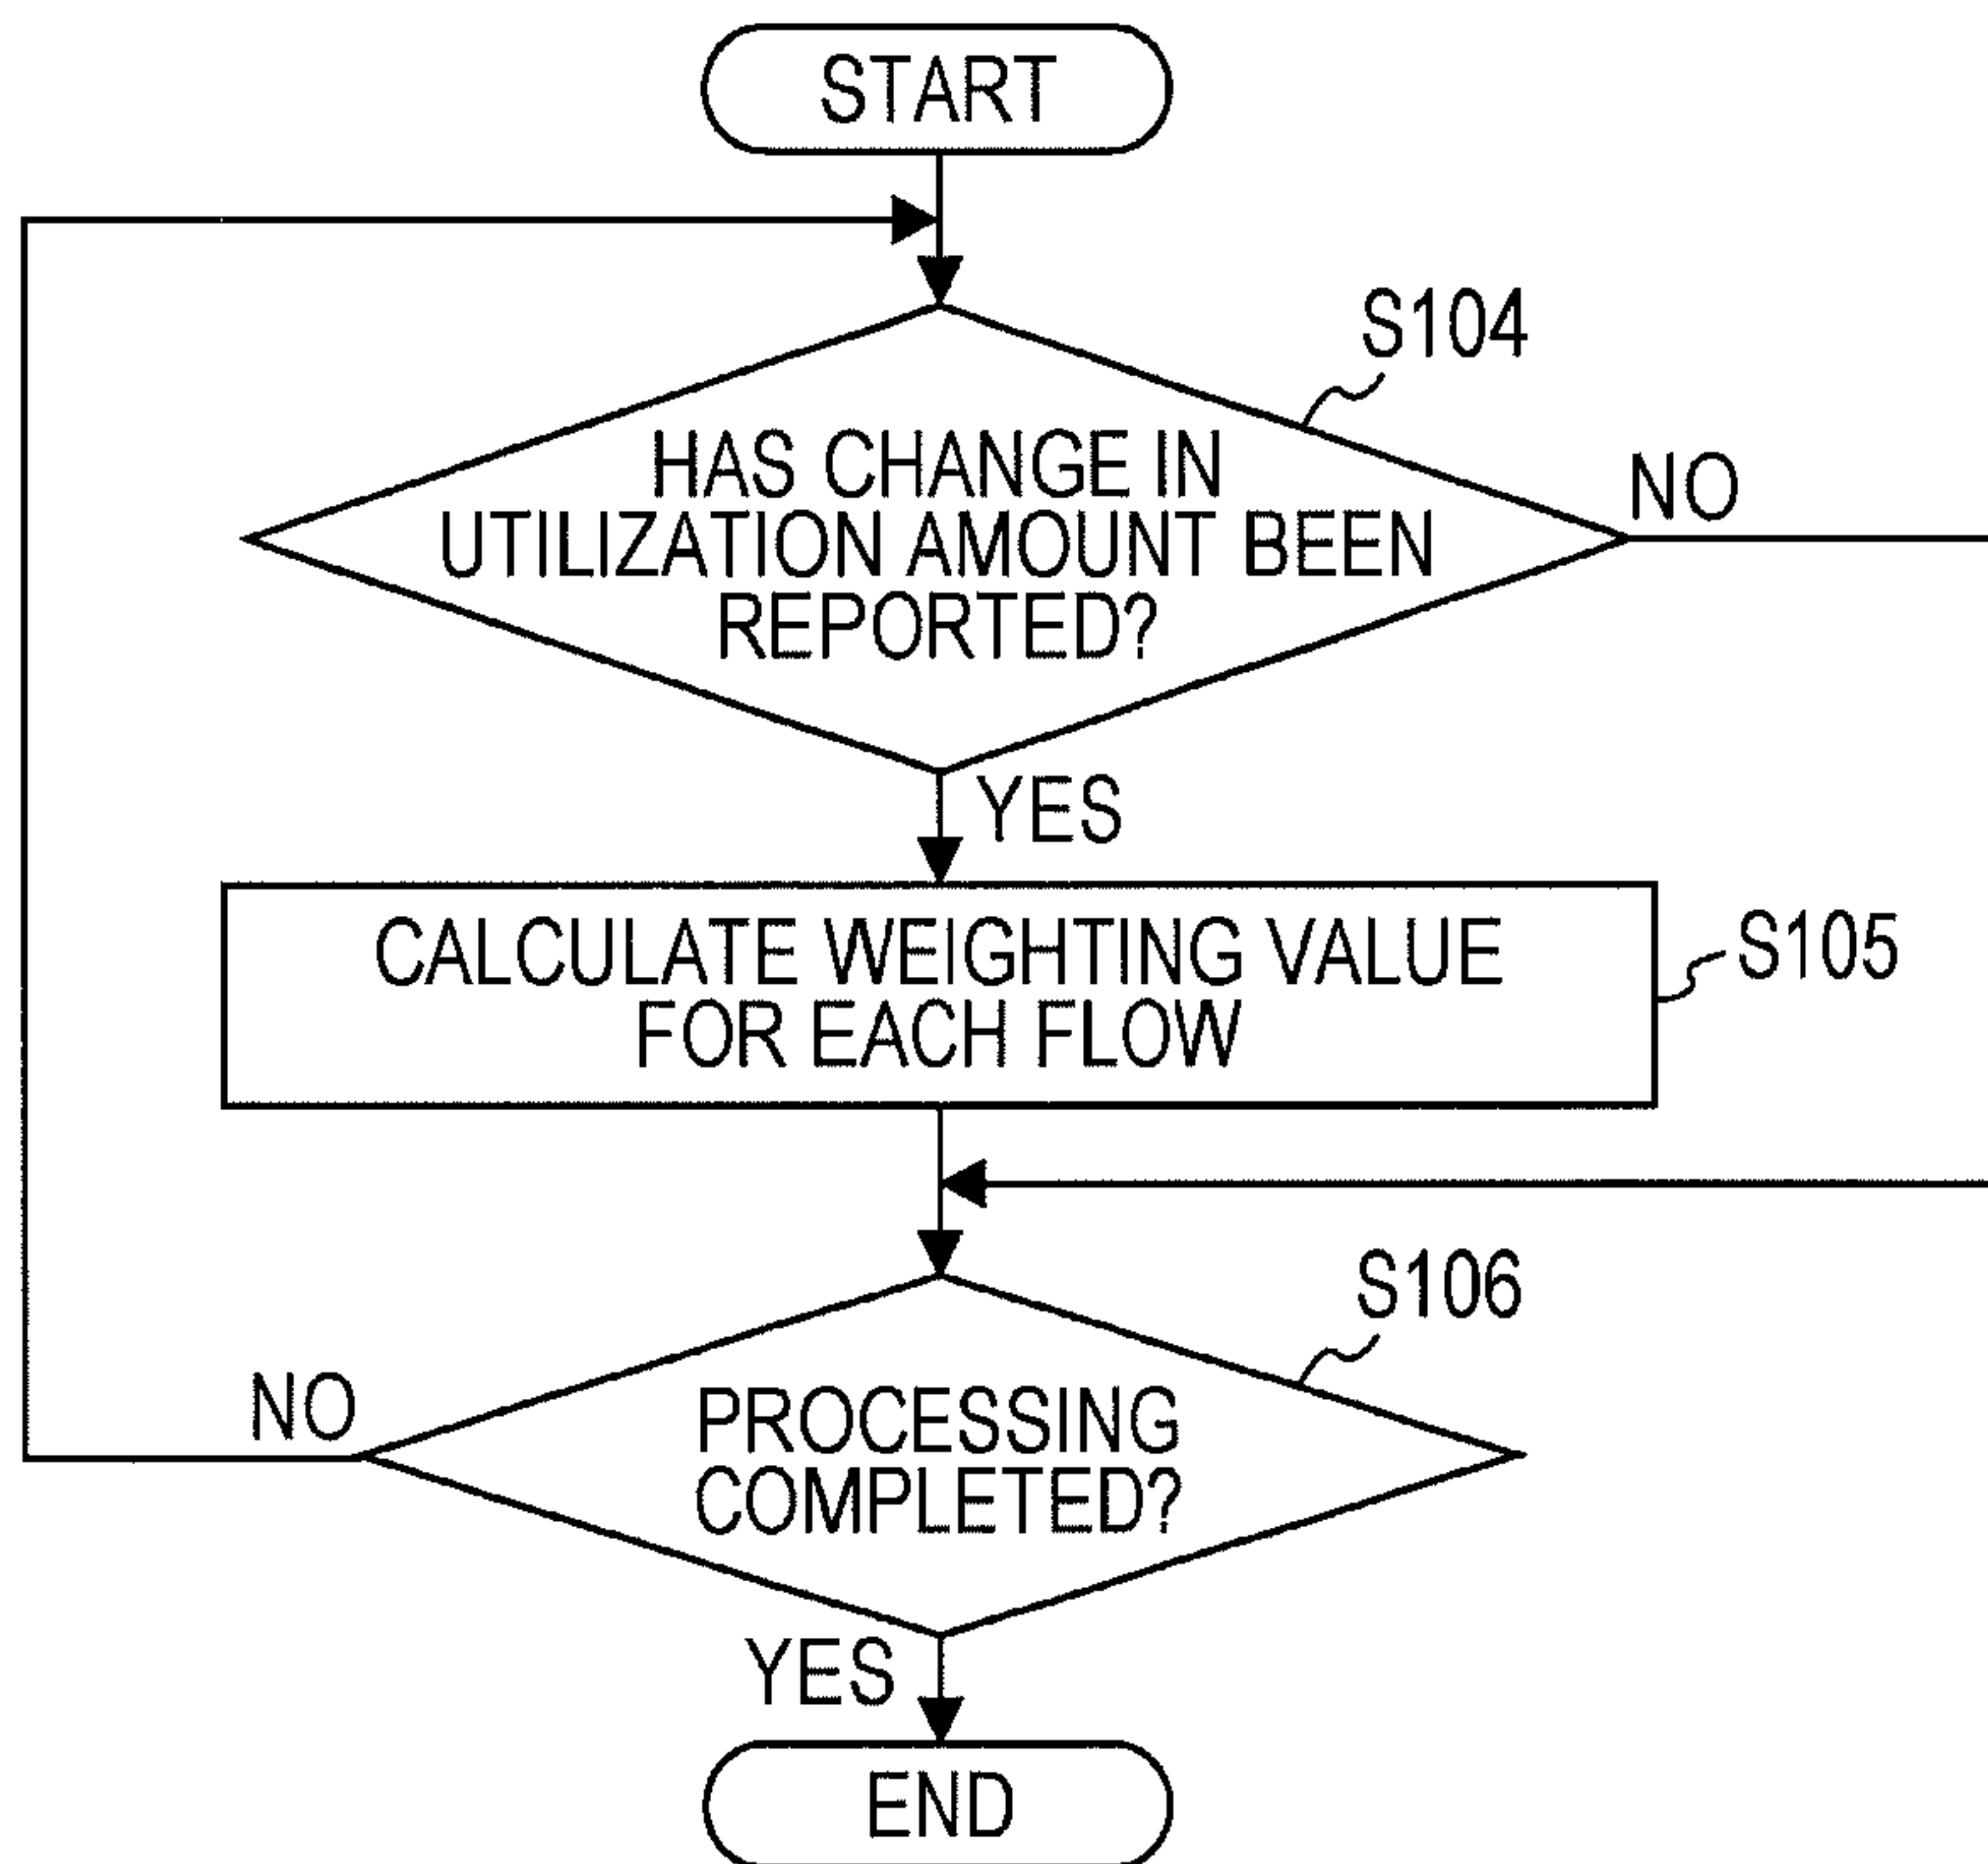 START
S104
HAS CHANGE IN
UTILIZATION AMOUNT BEEN
REPORTED?
NO
YES
CALCULATE WEIGHTING VALUE
FOR EACH FLOW
S105
S106
PROCESSING
COMPLETED?
NO
YES
END